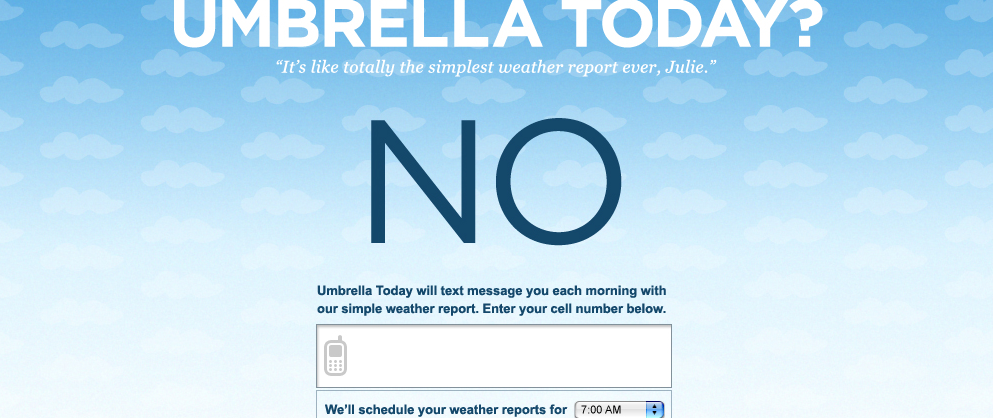 UMBRELLA TODAY?
“It’s like totally the simplest weather report ever, Julie.”
NO
Umbrella Today will text message you each morning with
our simple weather report. Enter your cell number below.
We’ll schedule your weather reports for 7:00 AM